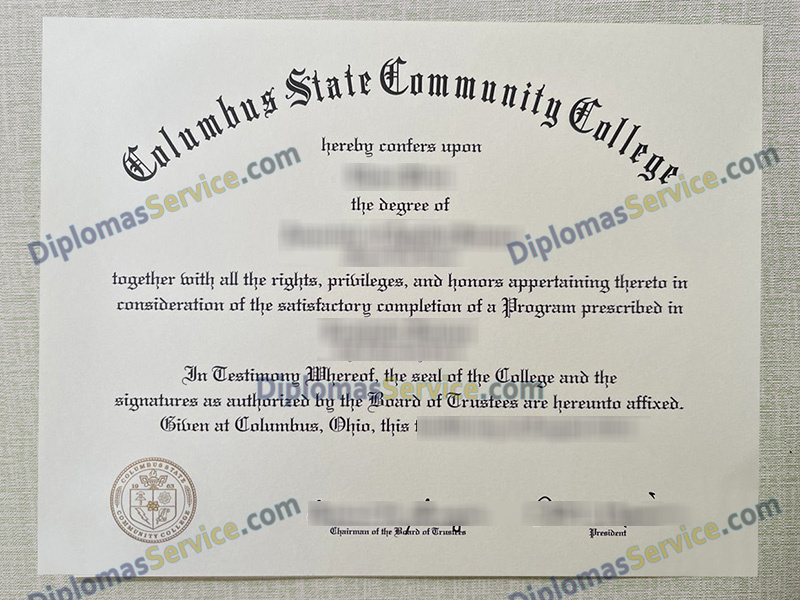 Columbus State Community College
hereby confers upon
the degree of
together with all the rights, privileges, and honors appertaining thereto in
consideration of the satisfactory completion of a Program prescribed in
In Testimony Whereof, the seal of the College and the
signatures as authorized by the Board of Trustees are hereunto affixed.
Given at Columbus, Ohio, this
COLUMBUS STATE
1963
COMMUNITY COLLEGE
Chairman of the Board of Trustees
President
DiplomasService.com
DiplomasService.com
DiplomasService.com
DiplomasService.com
DiplomasService.com